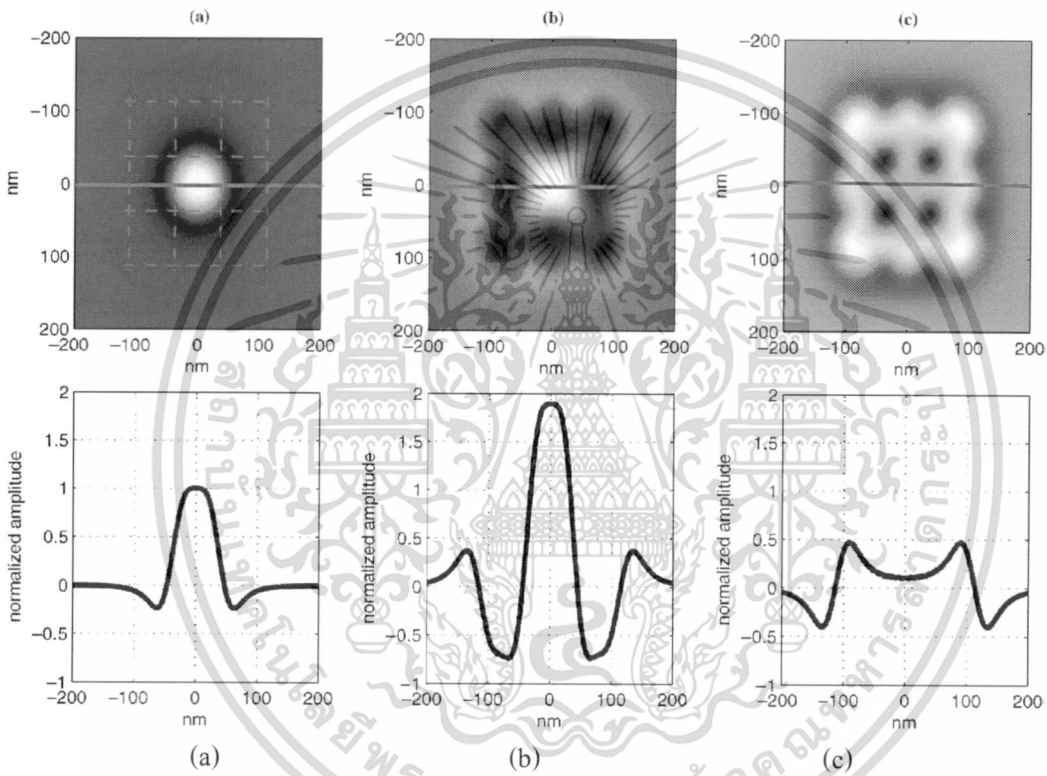 (a) (b) (c)
−200 −200 −200
−100 −100 −100
nm 0 nm 0 nm 0
100 100 100
200 200 200
−200 −100 0 100 200 −200 −100 0 100 200 −200 −100 0 100 200
nm nm nm
2 2 2
1.5 1.5 1.5
1 1 1
0.5 0.5 0.5
0 0 0
−0.5 −0.5 −0.5
−1 −1 −1
normalized amplitude normalized amplitude normalized amplitude
−200 −100 0 100 200 −200 −100 0 100 200 −200 −100 0 100 200
nm nm nm
(a) (b) (c)